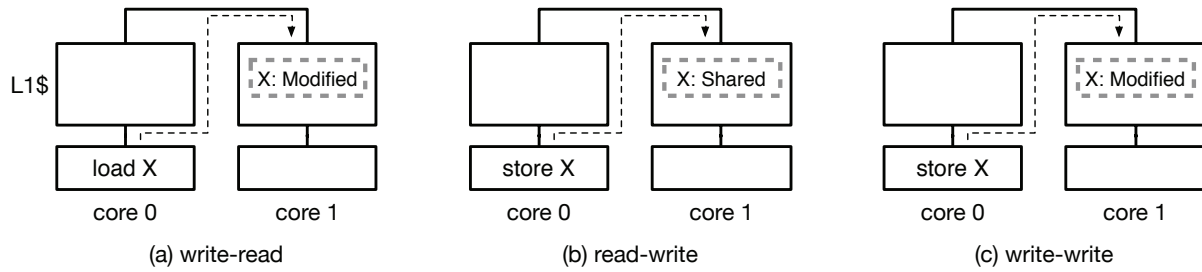 X: Modified
X: Shared
X: Modified
L1$
load X
store X
store X
core 0
core 1
core 0
core 1
core 0
core 1
(a) write-read
(b) read-write
(c) write-write